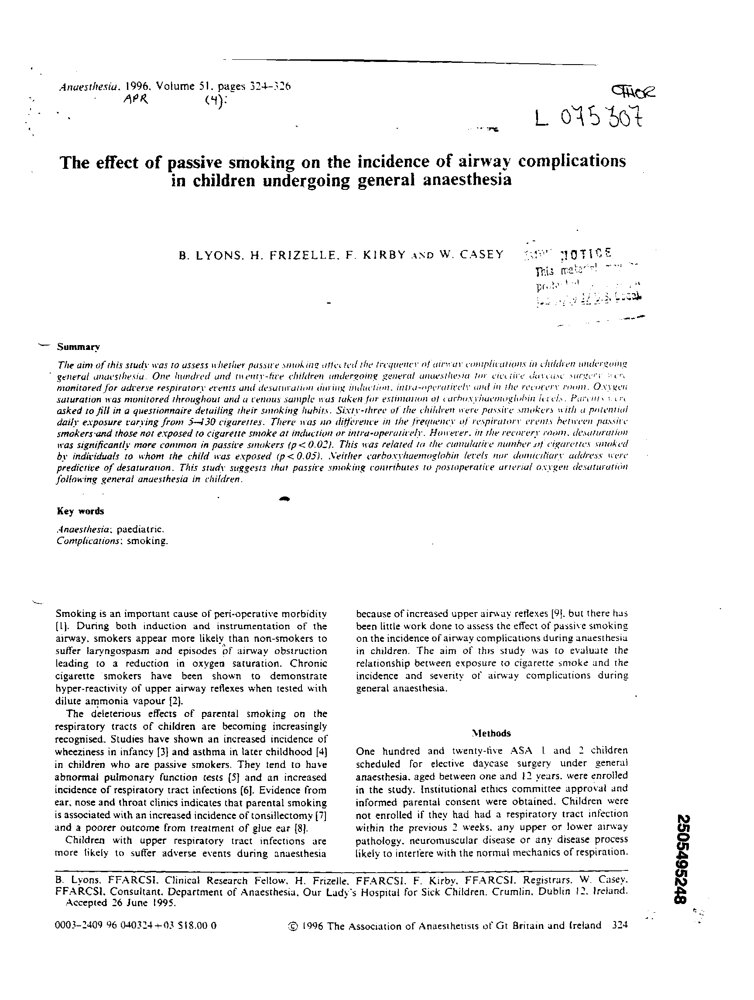 Anaesthesia, 1996, Volume 51, pages 324–326
APR (4):
THOR
L 075307
The effect of passive smoking on the incidence of airway complications
in children undergoing general anaesthesia
B. LYONS, H. FRIZELLE, F. KIRBY AND W. CASEY
NOTICE
This material
Summary
The aim of this study was to assess whether passive smoking affected the frequency of airway complications in children undergoing
general anaesthesia. One hundred and twenty-five children undergoing general anaesthesia for elective daycase surgery were
monitored for adverse respiratory events and desaturation during induction, intra-operatively and in the recovery room. Oxygen
saturation was monitored throughout and a venous sample was taken for estimation of carboxyhaemoglobin levels. Parents were
asked to fill in a questionnaire detailing their smoking habits. Sixty-three of the children were passive smokers with a potential
daily exposure varying from 5–430 cigarettes. There was no difference in the frequency of respiratory events between passive
smokers and those not exposed to cigarette smoke at induction or intra-operatively. However, in the recovery room, desaturation
was significantly more common in passive smokers (p < 0.02). This was related to the cumulative number of cigarettes smoked
by individuals to whom the child was exposed (p < 0.05). Neither carboxyhaemoglobin levels nor domiciliary address were
predictive of desaturation. This study suggests that passive smoking contributes to postoperative arterial oxygen desaturation
following general anaesthesia in children.
Key words
Anaesthesia; paediatric.
Complications; smoking.
Smoking is an important cause of peri-operative morbidity
[1]. During both induction and instrumentation of the
airway, smokers appear more likely than non-smokers to
suffer laryngospasm and episodes of airway obstruction
leading to a reduction in oxygen saturation. Chronic
cigarette smokers have been shown to demonstrate
hyper-reactivity of upper airway reflexes when tested with
dilute ammonia vapour [2].
The deleterious effects of parental smoking on the
respiratory tracts of children are becoming increasingly
recognised. Studies have shown an increased incidence of
wheeziness in infancy [3] and asthma in later childhood [4]
in children who are passive smokers. They tend to have
abnormal pulmonary function tests [5] and an increased
incidence of respiratory tract infections [6]. Evidence from
ear, nose and throat clinics indicates that parental smoking
is associated with an increased incidence of tonsillectomy [7]
and a poorer outcome from treatment of glue ear [8].
Children with upper respiratory tract infections are
more likely to suffer adverse events during anaesthesia
because of increased upper airway reflexes [9], but there has
been little work done to assess the effect of passive smoking
on the incidence of airway complications during anaesthesia
in children. The aim of this study was to evaluate the
relationship between exposure to cigarette smoke and the
incidence and severity of airway complications during
general anaesthesia.
Methods
One hundred and twenty-five ASA 1 and 2 children
scheduled for elective daycase surgery under general
anaesthesia, aged between one and 12 years, were enrolled
in the study. Institutional ethics committee approval and
informed parental consent were obtained. Children were
not enrolled if they had had a respiratory tract infection
within the previous 2 weeks, any upper or lower airway
pathology, neuromuscular disease or any disease process
likely to interfere with the normal mechanics of respiration.
B. Lyons, FFARCSI, Clinical Research Fellow, H. Frizelle, FFARCSI, F. Kirby, FFARCSI, Registrars, W. Casey,
FFARCSI, Consultant, Department of Anaesthesia, Our Lady's Hospital for Sick Children, Crumlin, Dublin 12, Ireland.
Accepted 26 June 1995.
0003-2409 96 040324 + 03 $18.00 0
© 1996 The Association of Anaesthetists of Gt Britain and Ireland 324
2505495248